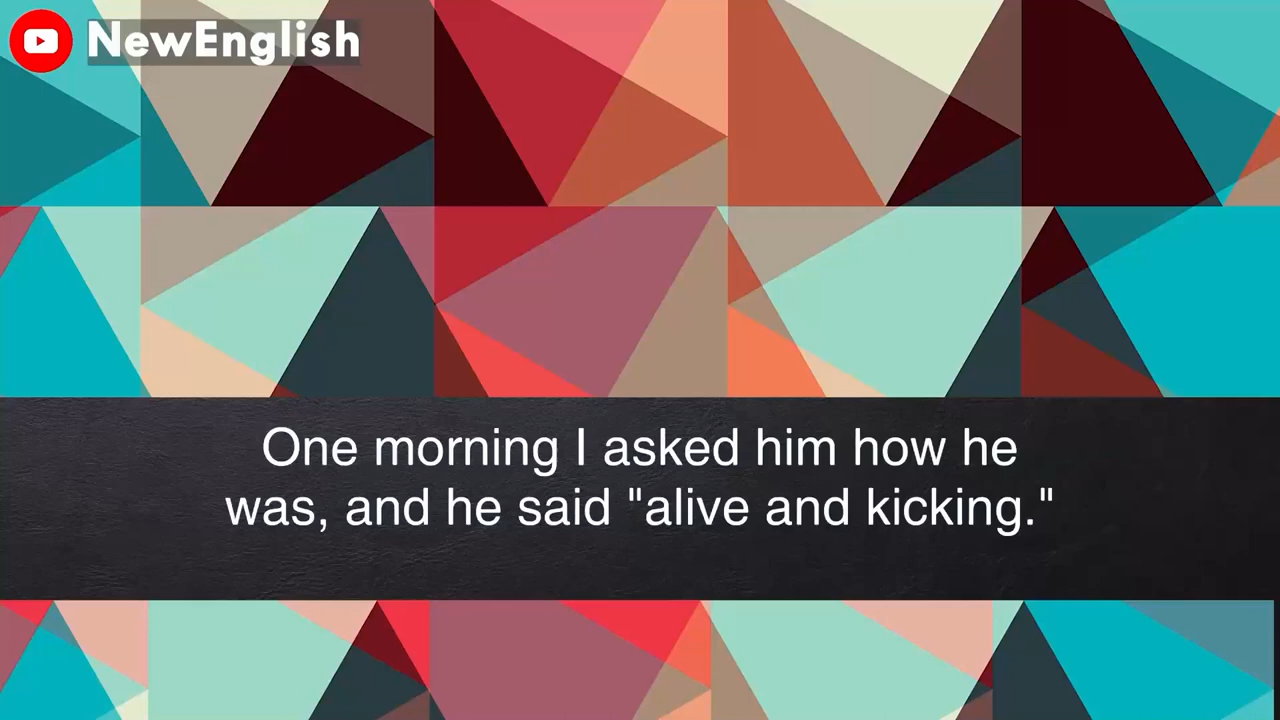 NewEnglish
One morning I asked him how he
was, and he said "alive and kicking."